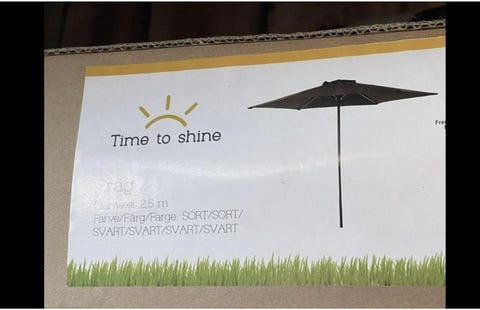 Time to shine
Prag
Diameter 2,5 m
Farve/Färg/Farge: SORT/SORT/
SVART/SVART/SVART/SVART